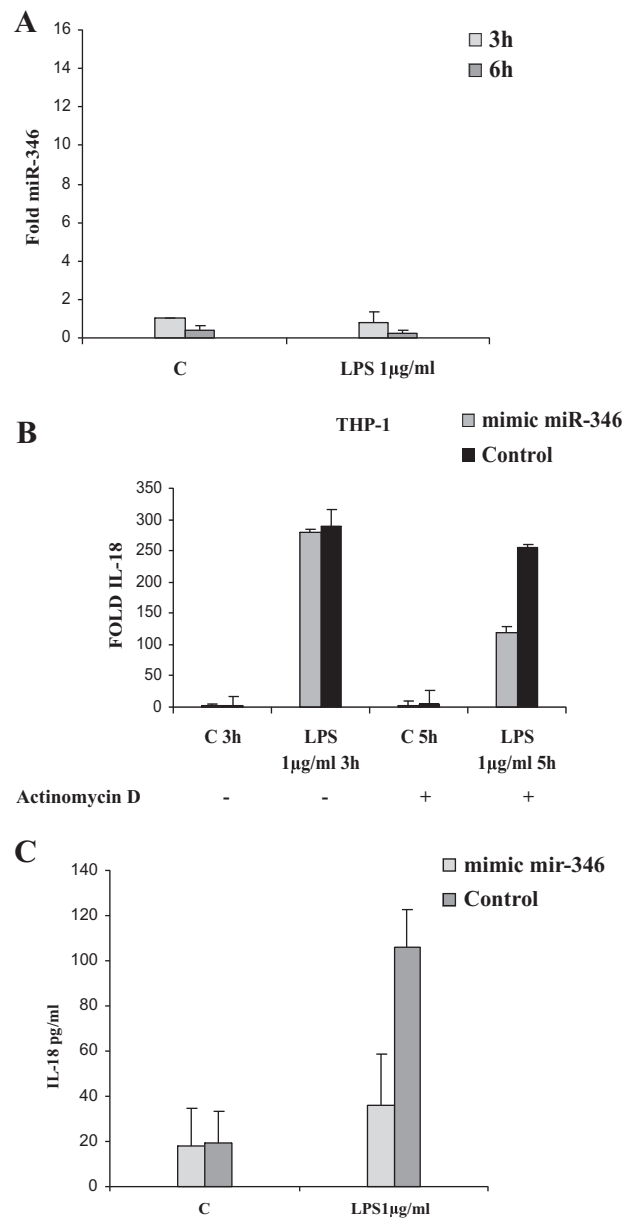 A
3h
6h
16
14
12
10
8
6
4
2
0
Fold miR-346
C
LPS 1µg/ml
B
THP-1
mimic miR-346
Control
350
300
250
200
150
100
50
0
FOLD IL-18
C 3h
LPS
1µg/ml 3h
C 5h
LPS
1µg/ml 5h
Actinomycin D - - + +
C
mimic mir-346
Control
140
120
100
80
60
40
20
0
IL-18 pg/ml
C
LPS1µg/ml